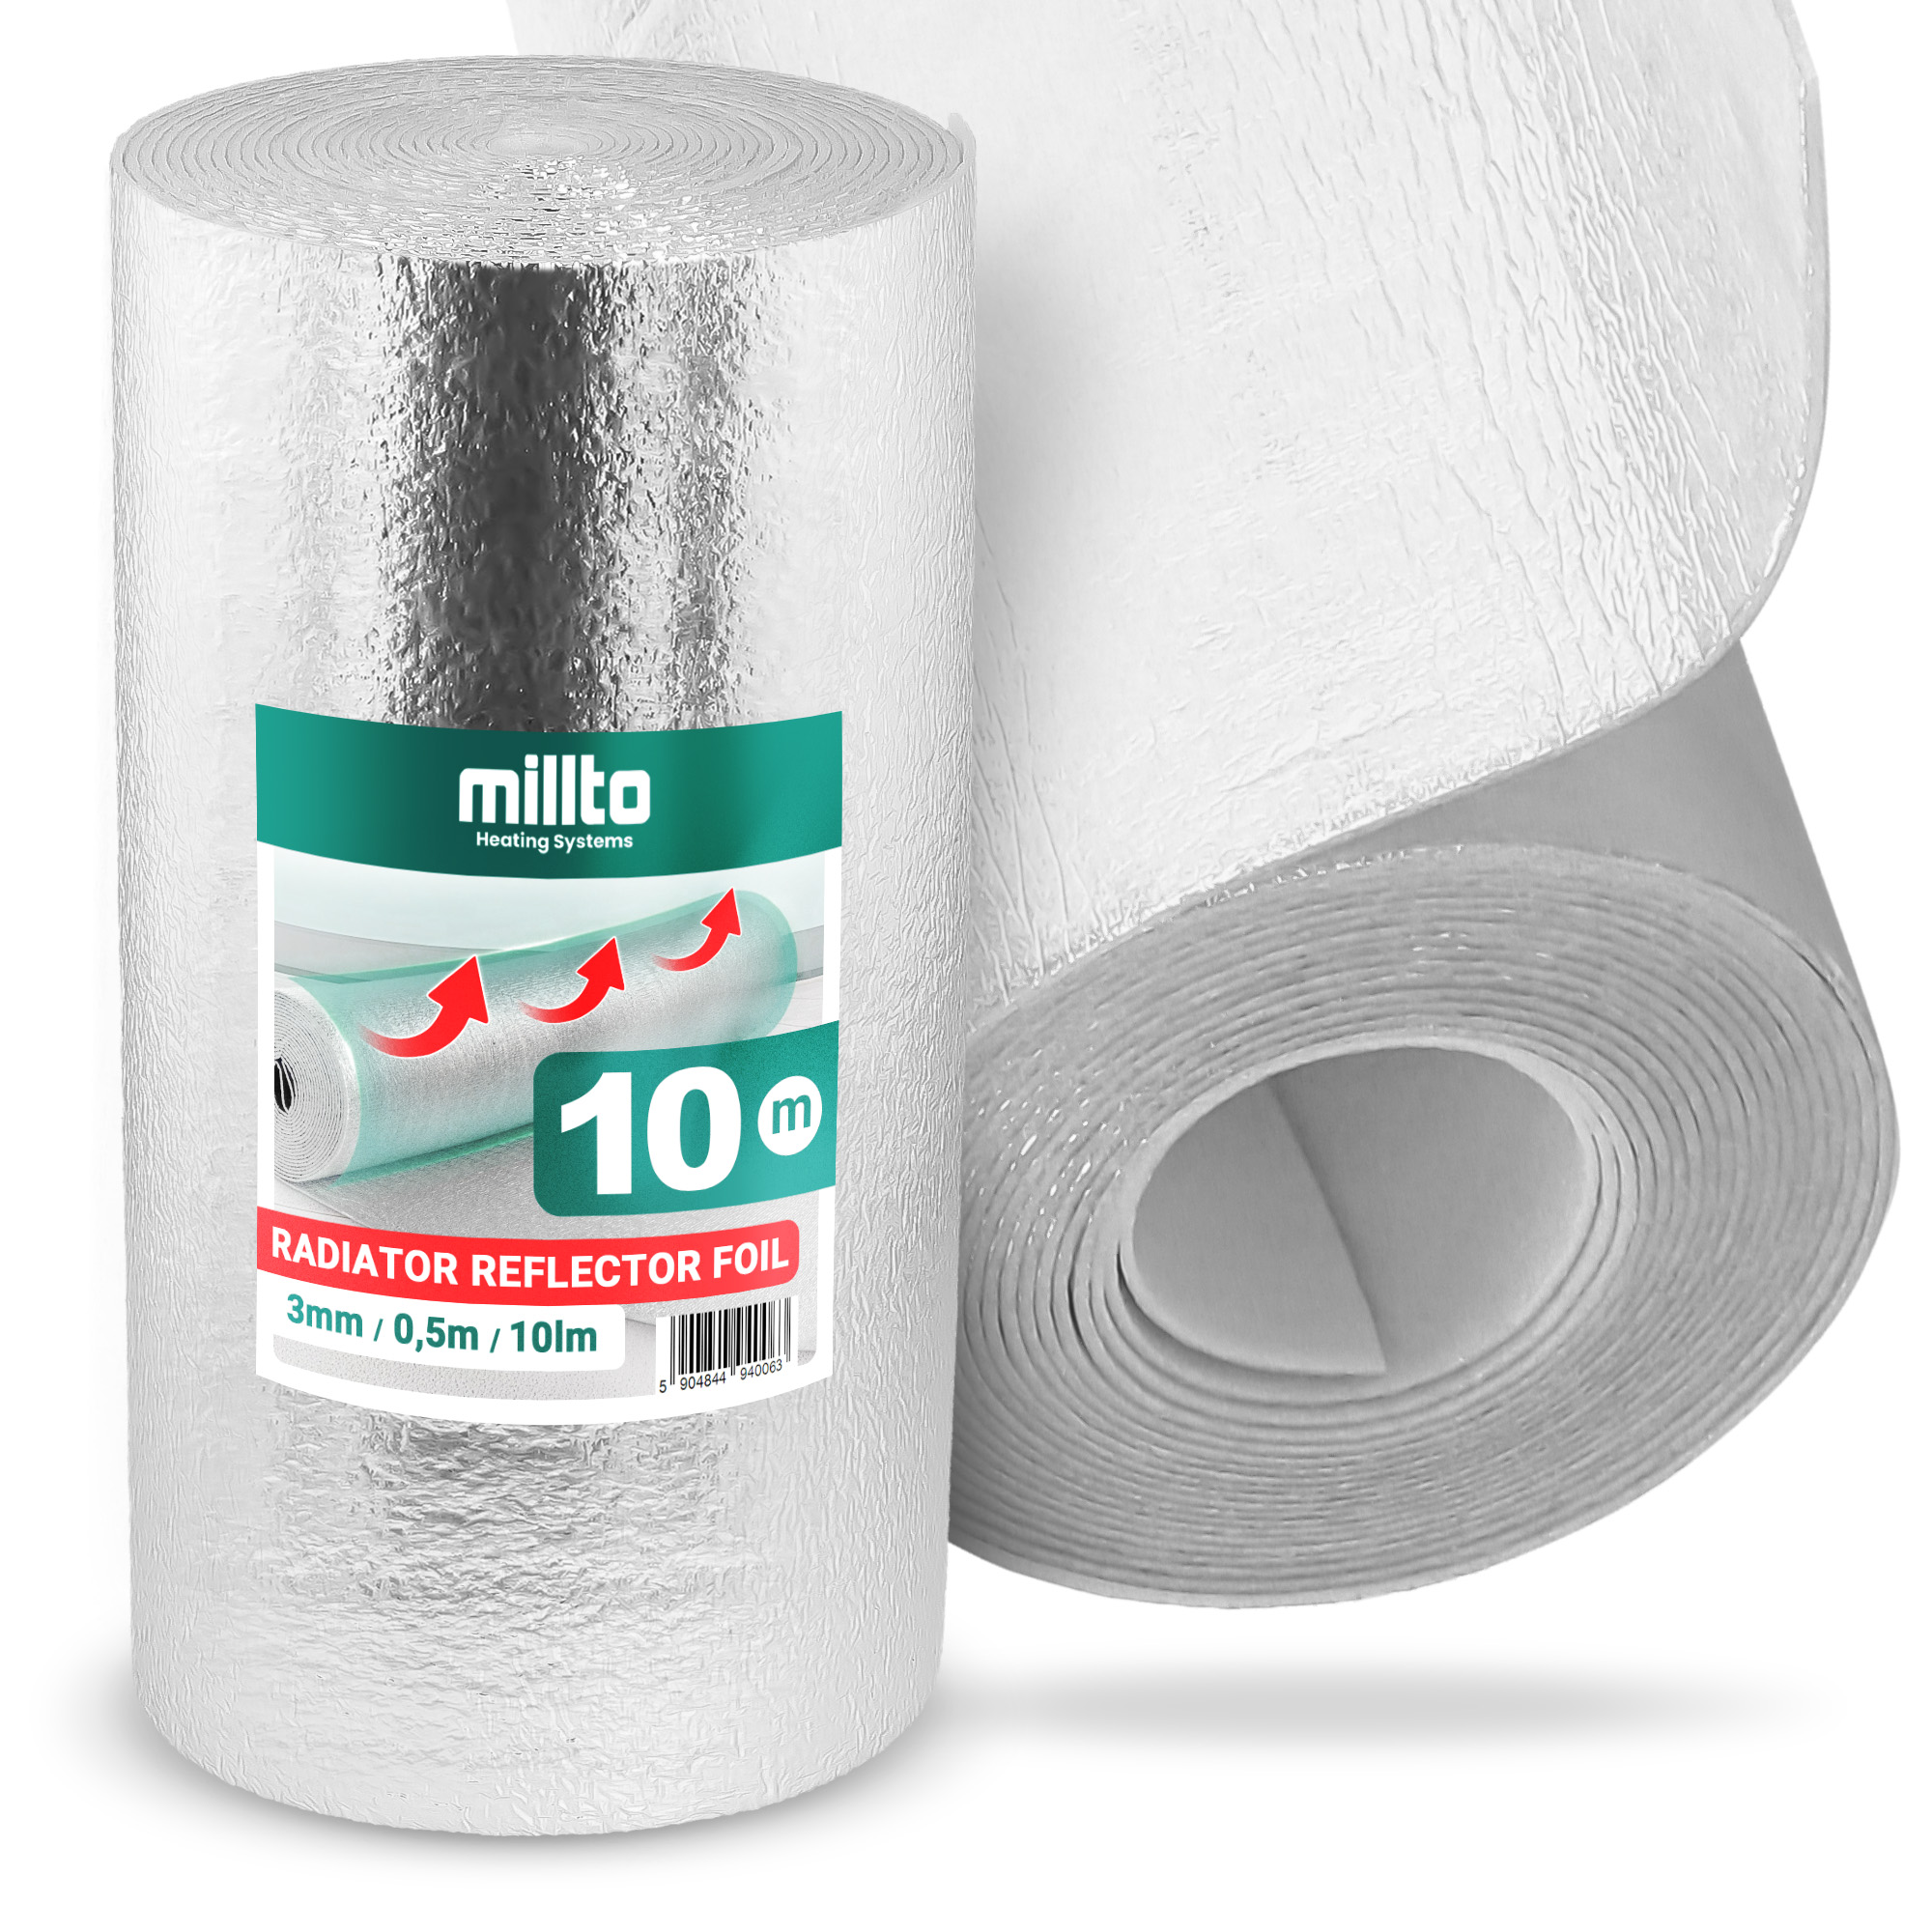 millto
Heating Systems
10 m
RADIATOR REFLECTOR FOIL
3mm / 0,5m / 10lm
5 904844 940063